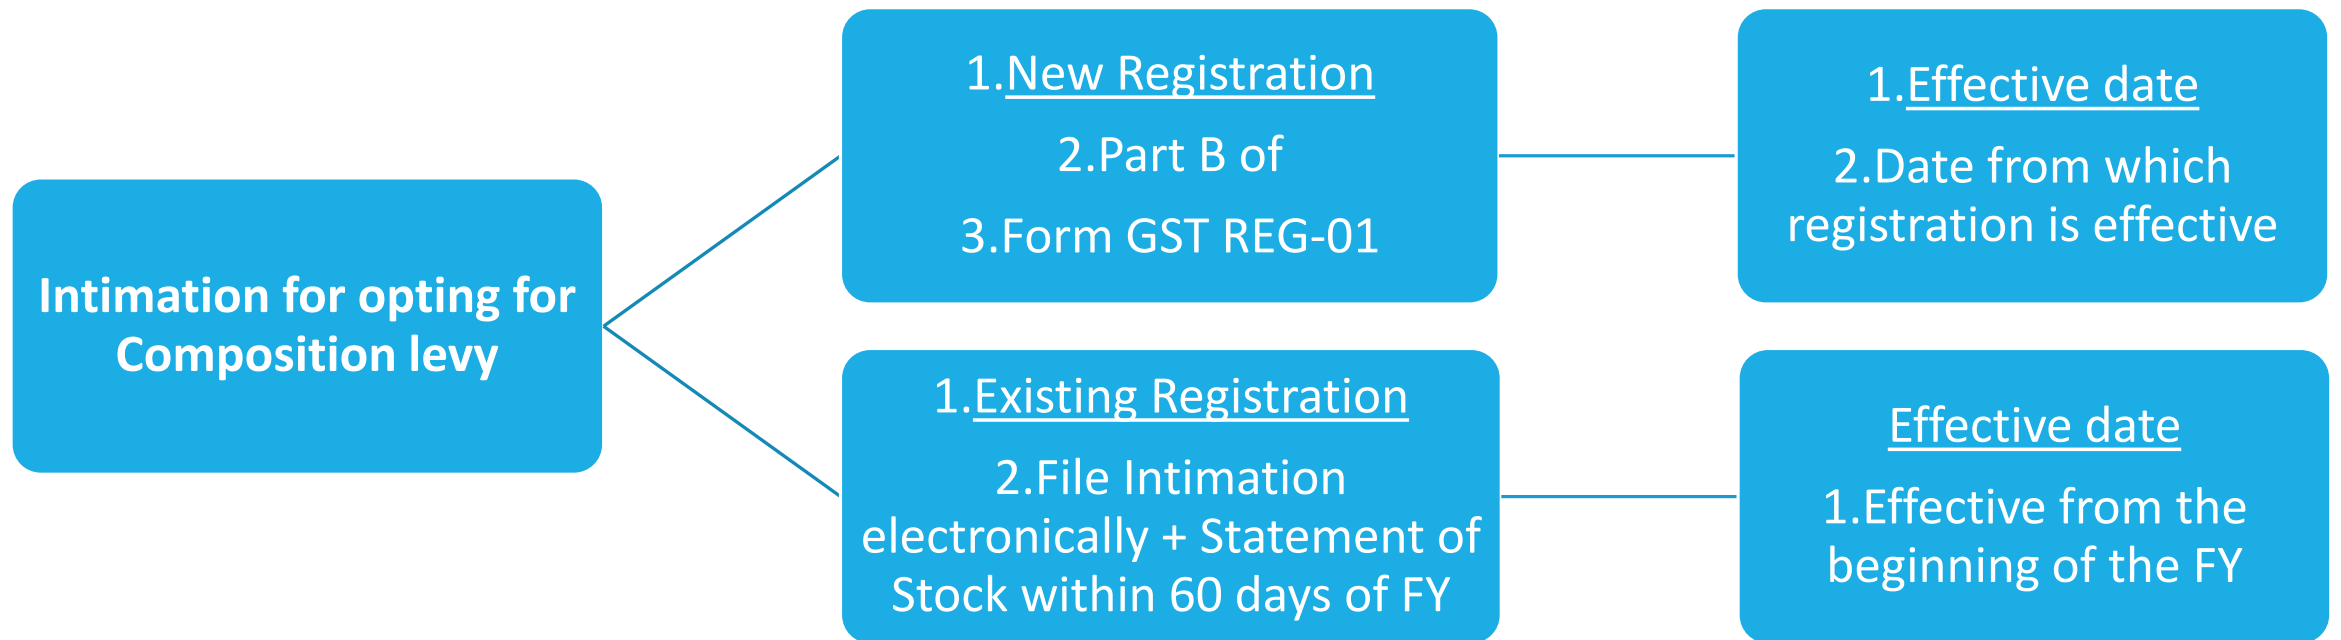 Intimation for opting for
Composition levy
1.New Registration
2.Part B of
3.Form GST REG-01
1.Effective date
2.Date from which
registration is effective
1.Existing Registration
2.File Intimation
electronically + Statement of
Stock within 60 days of FY
Effective date
1.Effective from the
beginning of the FY